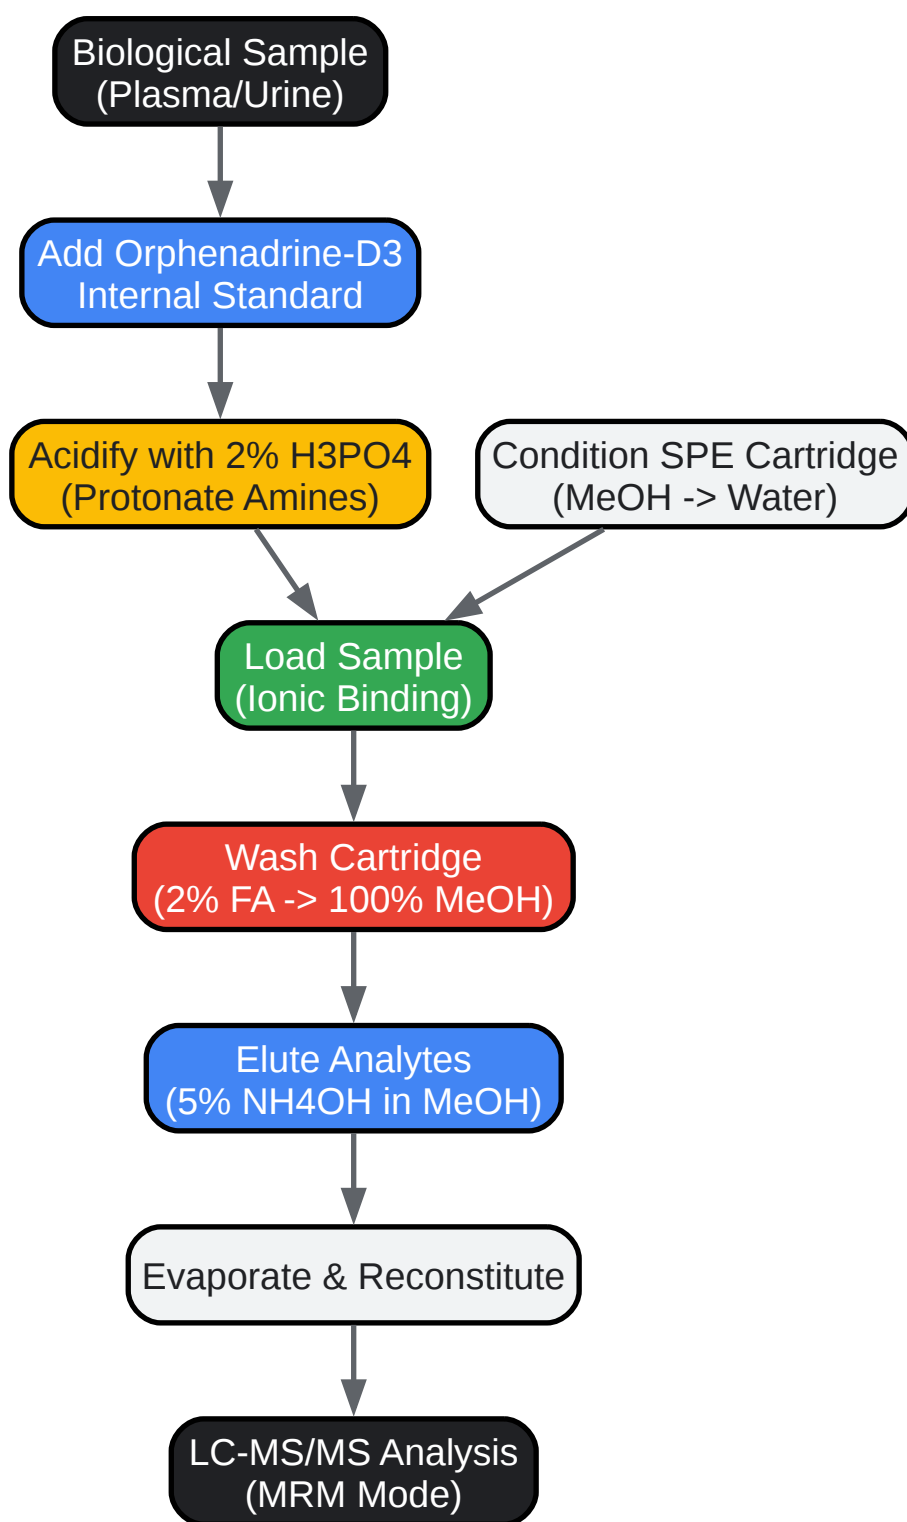 Biological Sample
(Plasma/Urine)
Add Orphenadrine-D3
Internal Standard
Acidify with 2% H3PO4
(Protonate Amines)
Condition SPE Cartridge
(MeOH -> Water)
Load Sample
(Ionic Binding)
Wash Cartridge
(2% FA -> 100% MeOH)
Elute Analytes
(5% NH4OH in MeOH)
Evaporate & Reconstitute
LC-MS/MS Analysis
(MRM Mode)